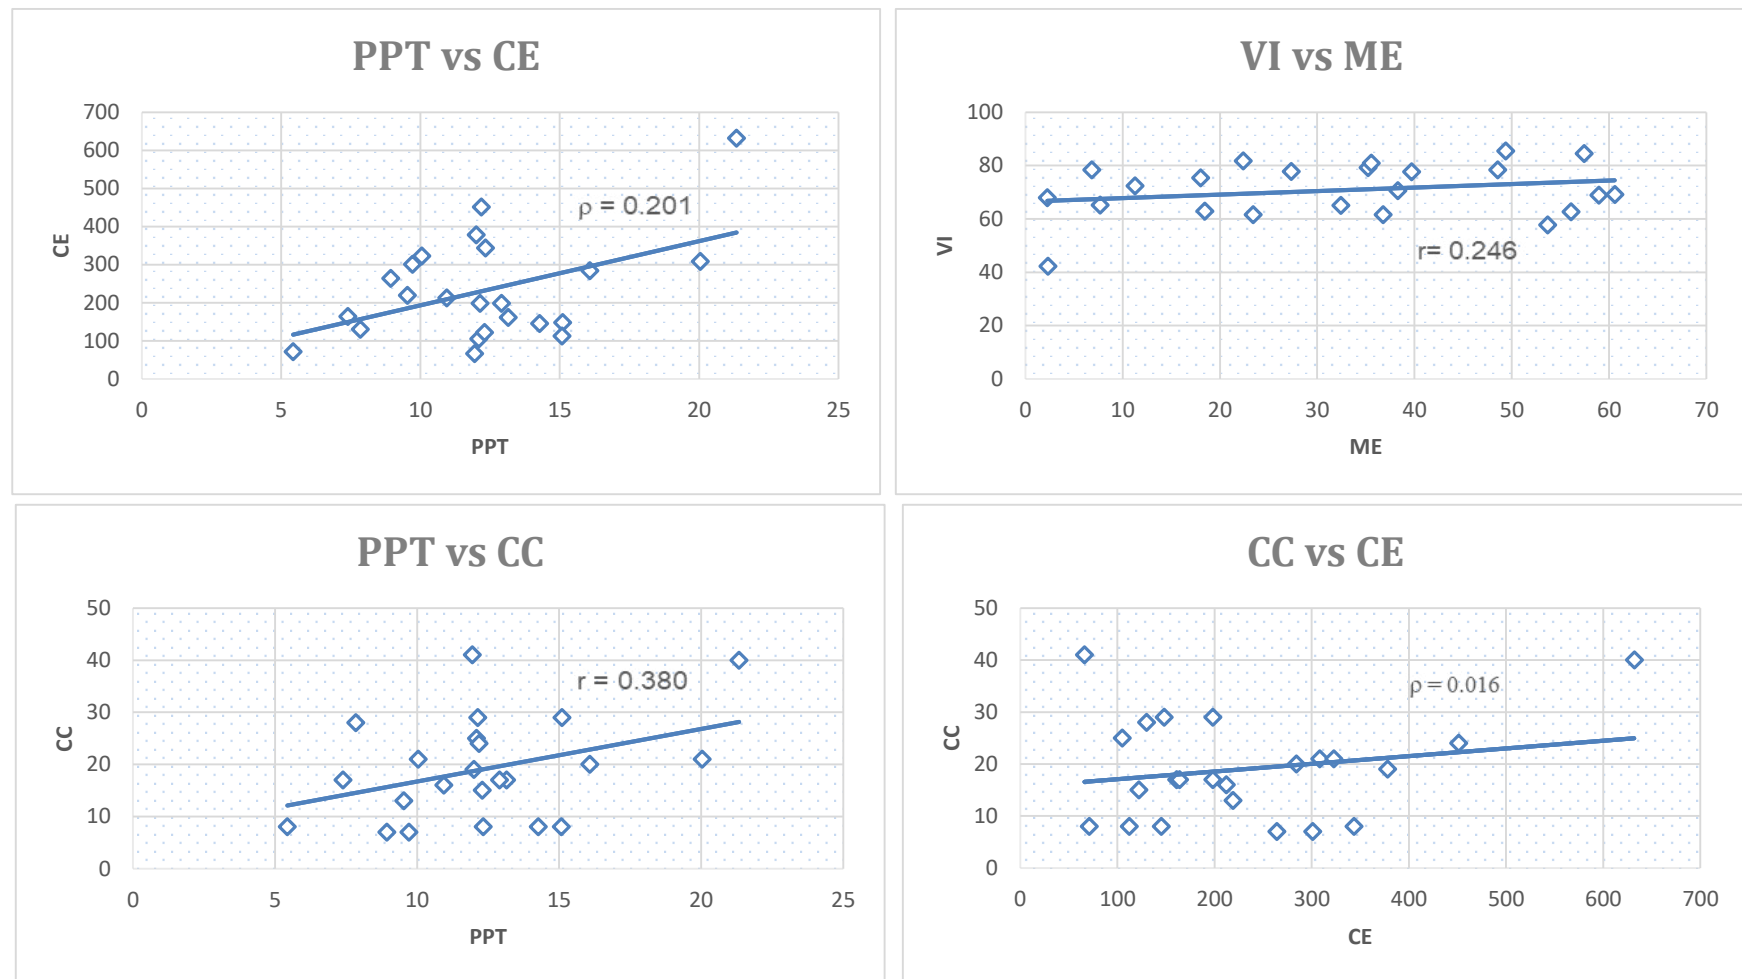 PPT vs CE
700
600
500
400
300
200
100
0
CE
ρ = 0.201
0 5 10 15 20 25
PPT
VI vs ME
100
80
60
40
20
0
VI
r= 0.246
0 10 20 30 40 50 60 70
ME
PPT vs CC
50
40
30
20
10
0
CC
r = 0.380
0 5 10 15 20 25
PPT
CC vs CE
50
40
30
20
10
0
CC
ρ = 0.016
0 100 200 300 400 500 600 700
CE